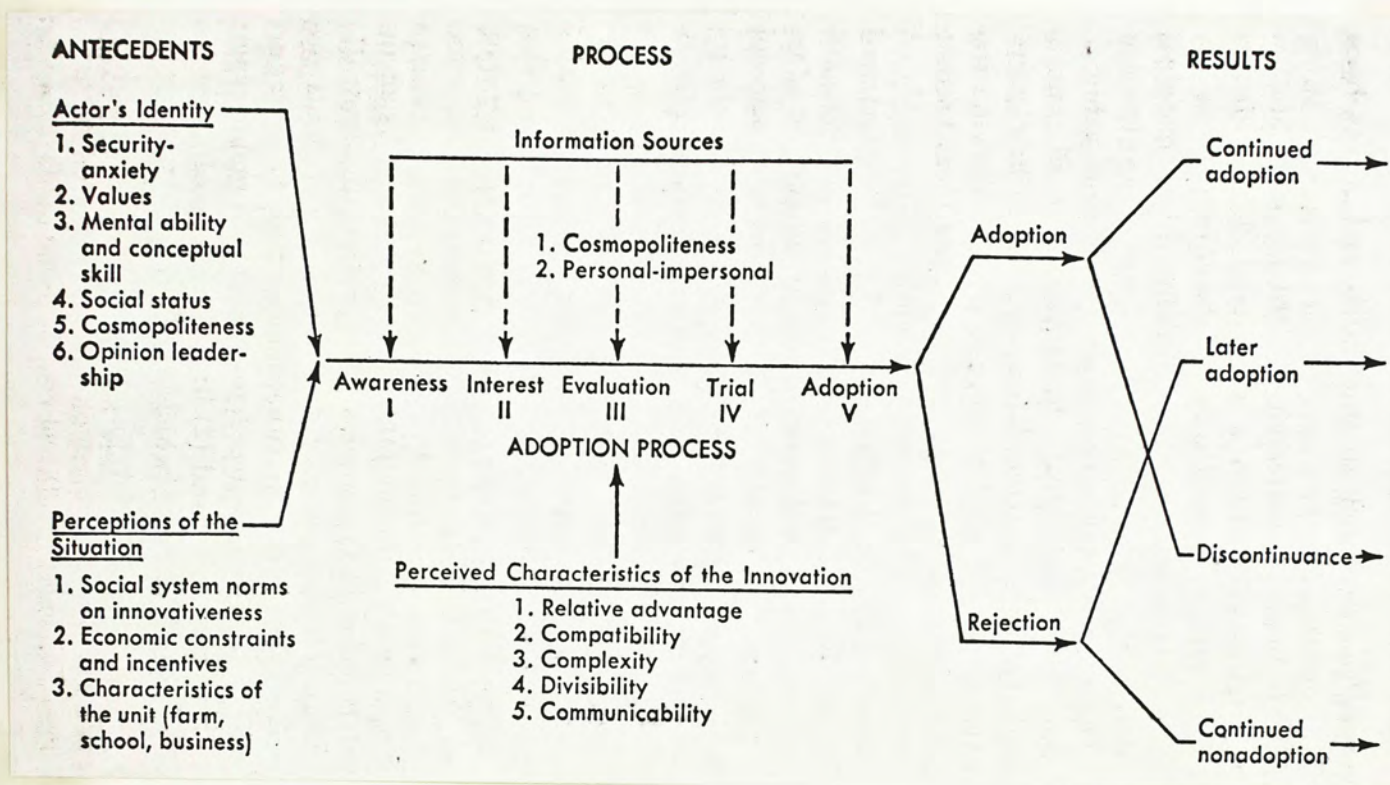 ANTECEDENTS
PROCESS
RESULTS
Actor's Identity
1. Security-
anxiety
2. Values
3. Mental ability
and conceptual
skill
4. Social status
5. Cosmopoliteness
6. Opinion leader-
ship
Perceptions of the
Situation
1. Social system norms
on innovativeness
2. Economic constraints
and incentives
3. Characteristics of
the unit (farm,
school, business)
Information Sources
1. Cosmopoliteness
2. Personal-impersonal
Awareness Interest Evaluation Trial Adoption
I II III IV V
ADOPTION PROCESS
Perceived Characteristics of the Innovation
1. Relative advantage
2. Compatibility
3. Complexity
4. Divisibility
5. Communicability
Adoption
Rejection
Continued
adoption
Later
adoption
Discontinuance
Continued
nonadoption